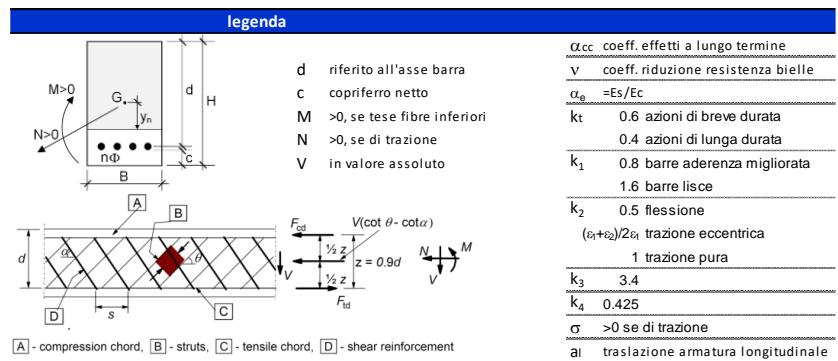 legenda
M>0
G
yn
N>0
nΦ
c
d
H
B
d riferito all'asse barra
c copriferro netto
M >0, se tese fibre inferiori
N >0, se di trazione
V in valore assoluto
A
B
Fcd
V(cot θ - cotα)
d
α
θ
V
½ z
½ z
z = 0.9d
N
M
V
D
s
C
Ftd
A - compression chord, B - struts, C - tensile chord, D - shear reinforcement
αcc coeff. effetti a lungo termine
ν coeff. riduzione resistenza bielle
αe =Es/Ec
kt 0.6 azioni di breve durata
0.4 azioni di lunga durata
k1 0.8 barre aderenza migliorata
1.6 barre lisce
k2 0.5 flessione
(ε1+ε2)/2ε1 trazione eccentrica
1 trazione pura
k3 3.4
k4 0.425
σ >0 se di trazione
al traslazione armatura longitudinale